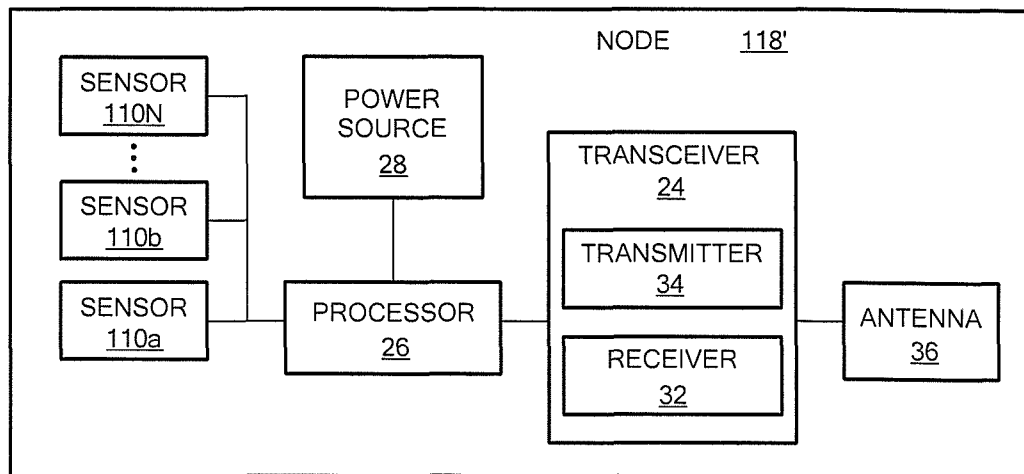 NODE 118'
SENSOR
110N
SENSOR
110b
SENSOR
110a
POWER
SOURCE
28
PROCESSOR
26
TRANSCEIVER
24
TRANSMITTER
34
RECEIVER
32
ANTENNA
36